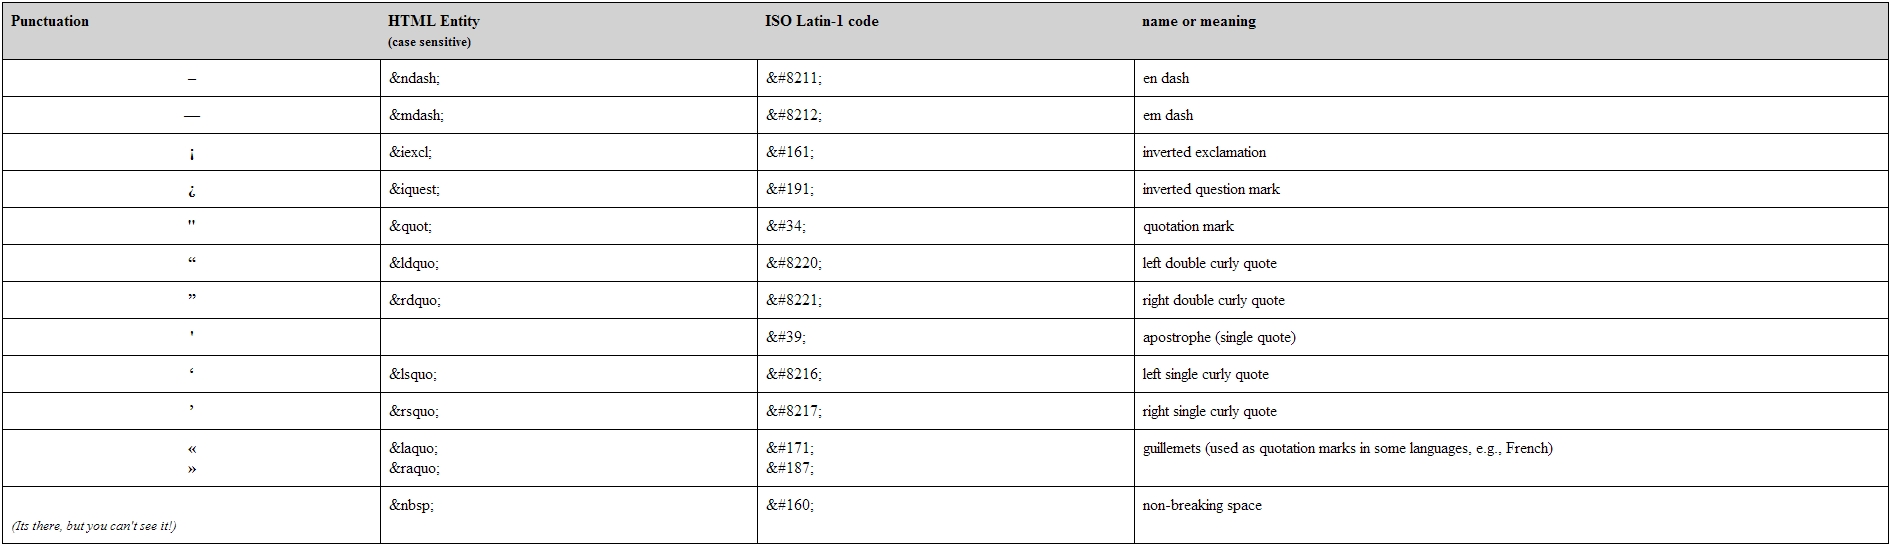 Punctuation HTML Entity ISO Latin-1 code name or meaning
(case sensitive)
– &ndash; &#8211; en dash
— &mdash; &#8212; em dash
¡ &iexcl; &#161; inverted exclamation
¿ &iquest; &#191; inverted question mark
" &quot; &#34; quotation mark
“ &ldquo; &#8220; left double curly quote
” &rdquo; &#8221; right double curly quote
' &#39; apostrophe (single quote)
‘ &lsquo; &#8216; left single curly quote
’ &rsquo; &#8217; right single curly quote
« &laquo; &#171; guillemets (used as quotation marks in some languages, e.g., French)
» &raquo; &#187;
&nbsp; &#160; non-breaking space
(Its there, but you can't see it!)